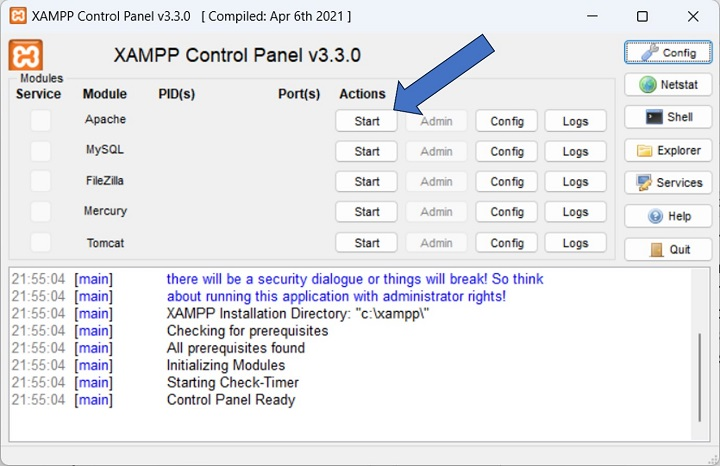 XAMPP Control Panel v3.3.0 [ Compiled: Apr 6th 2021 ]
XAMPP Control Panel v3.3.0
Config
Modules
Service Module PID(s) Port(s) Actions
Netstat
Apache Start Admin Config Logs
Shell
MySQL Start Admin Config Logs
Explorer
FileZilla Start Admin Config Logs
Services
Mercury Start Admin Config Logs
Help
Tomcat Start Admin Config Logs
Quit
21:55:04 [main] there will be a security dialogue or things will break! So think
21:55:04 [main] about running this application with administrator rights!
21:55:04 [main] XAMPP Installation Directory: "c:\xampp\"
21:55:04 [main] Checking for prerequisites
21:55:04 [main] All prerequisites found
21:55:04 [main] Initializing Modules
21:55:04 [main] Starting Check-Timer
21:55:04 [main] Control Panel Ready